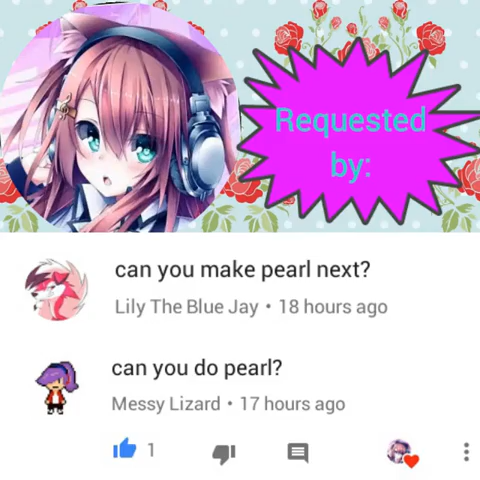 Requested
by:
can you make pearl next?
Lily The Blue Jay • 18 hours ago
can you do pearl?
Messy Lizard • 17 hours ago
1